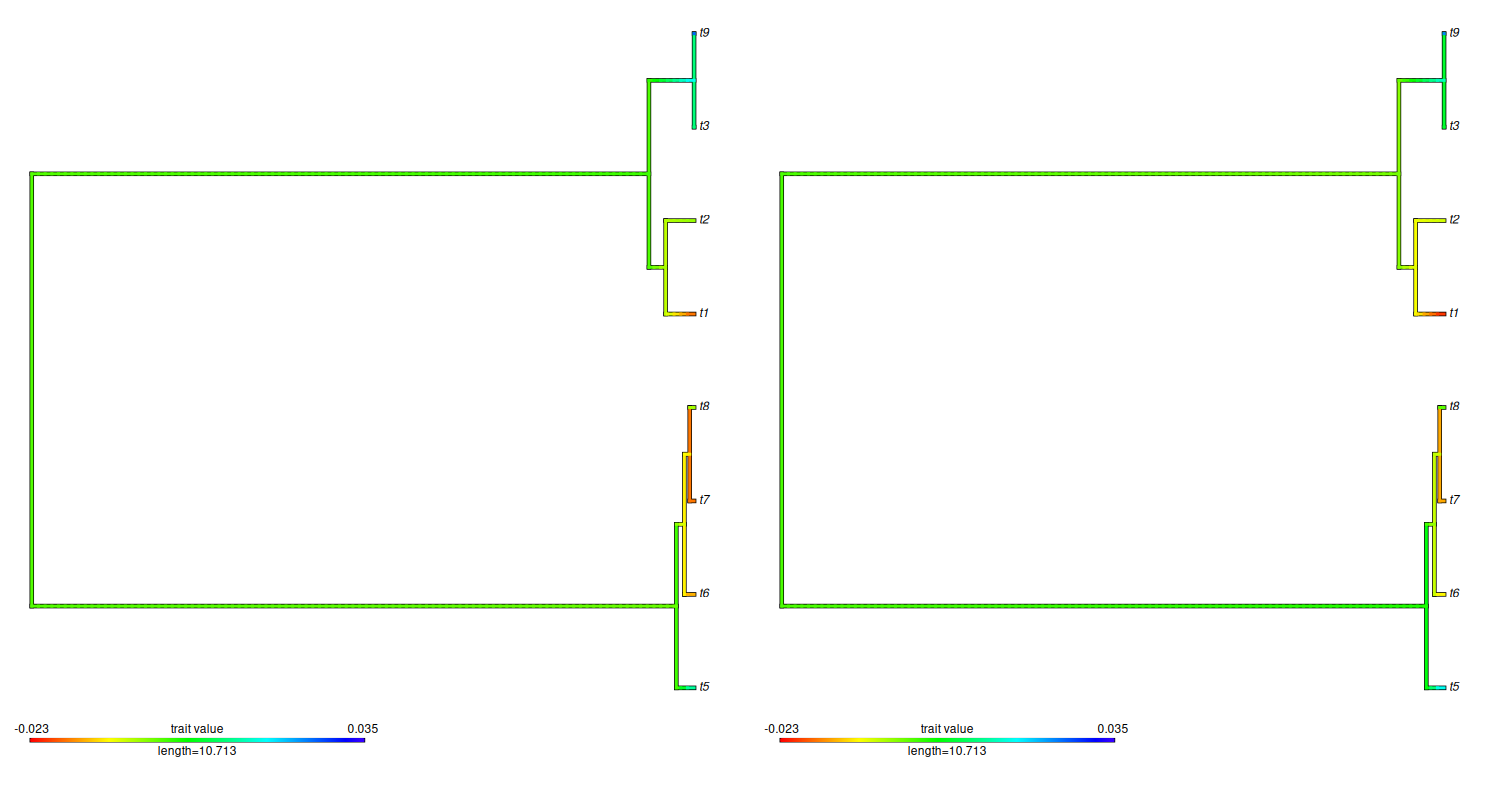 t9
t3
t2
t1
t8
t7
t6
t5
-0.023 trait value 0.035
length=10.713
t9
t3
t2
t1
t8
t7
t6
t5
-0.023 trait value 0.035
length=10.713